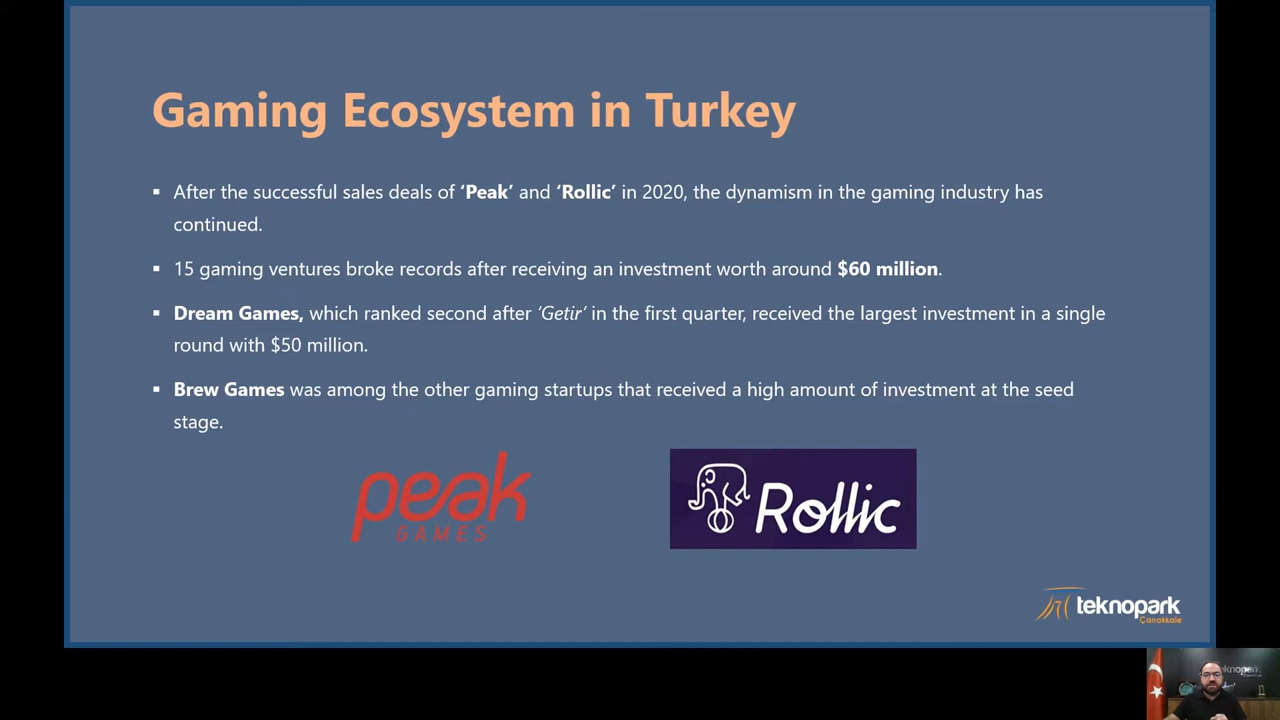 Gaming Ecosystem in Turkey
▪ After the successful sales deals of ‘Peak’ and ‘Rollic’ in 2020, the dynamism in the gaming industry has
continued.
▪ 15 gaming ventures broke records after receiving an investment worth around $60 million.
▪ Dream Games, which ranked second after ‘Getir’ in the first quarter, received the largest investment in a single
round with $50 million.
▪ Brew Games was among the other gaming startups that received a high amount of investment at the seed
stage.
peak
GAMES
Rollic
teknopark
Çanakkale
teknopark